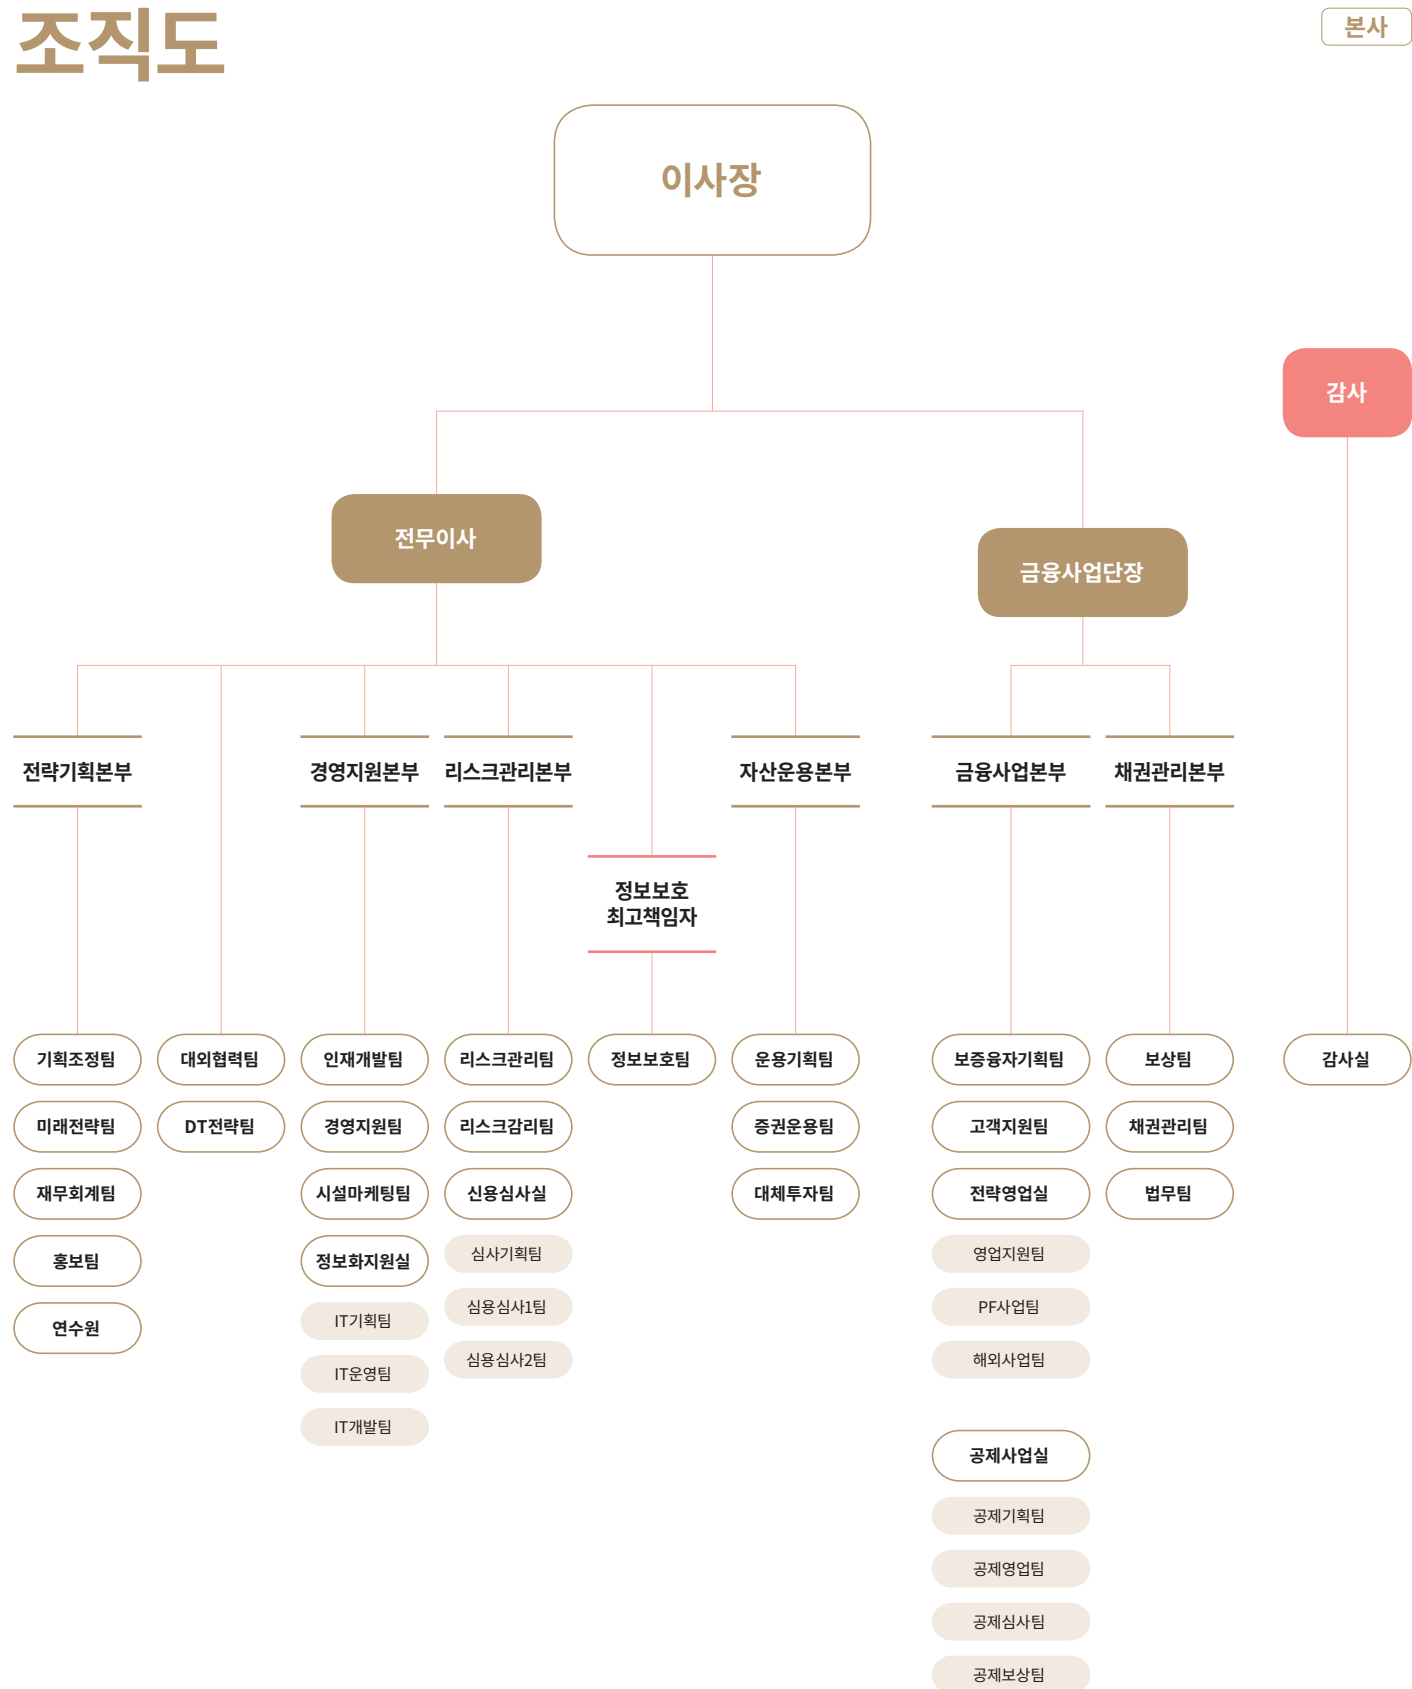 조직도
본사
이사장
감사
전무이사
금융사업단장
전략기획본부
경영지원본부
리스크관리본부
자산운용본부
금융사업본부
채권관리본부
정보보호
최고책임자
기획조정팀
대외협력팀
인재개발팀
리스크관리팀
정보보호팀
운용기획팀
보증융자기획팀
보상팀
감사실
미래전략팀
DT전략팀
경영지원팀
리스크감리팀
증권운용팀
고객지원팀
채권관리팀
재무회계팀
시설마케팅팀
신용심사실
대체투자팀
전략영업실
법무팀
홍보팀
정보화지원실
심사기획팀
영업지원팀
연수원
IT기획팀
심용심사1팀
PF사업팀
IT운영팀
심용심사2팀
해외사업팀
IT개발팀
공제사업실
공제기획팀
공제영업팀
공제심사팀
공제보상팀